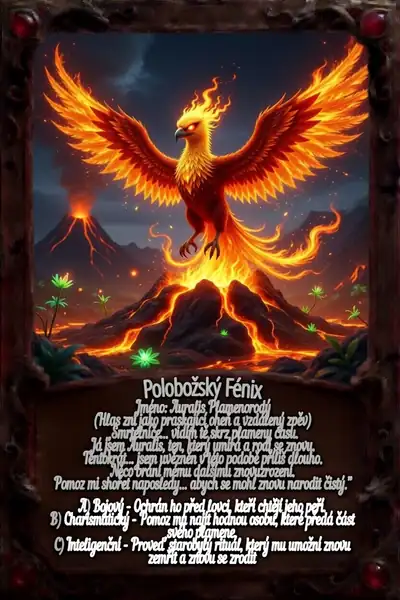 Polobožský Fénix
Jméno: Auralis Plamenorodý
(Hlas zní jako praskající oheň a vzdálený zpěv)
Smrtelníče... vidím tě skrz plameny času.
Já jsem Auralis, ten, který umírá a rodí se znovu.
Tentokrát... jsem uvězněn v této podobě příliš dlouho.
Něco brání mému dalšímu znovuzrození.
Pomoz mi shořet naposledy... abych se mohl znovu narodit čistý."
A) Bojový - Ochraň ho před lovci, kteří chtějí jeho peří.
B) Charismatický - Pomoz mu najít hodnou osobu, které předá část
svého plamene.
C) Inteligenční - Proveď starobylý rituál, který mu umožní znovu
zemřít a znovu se zrodit